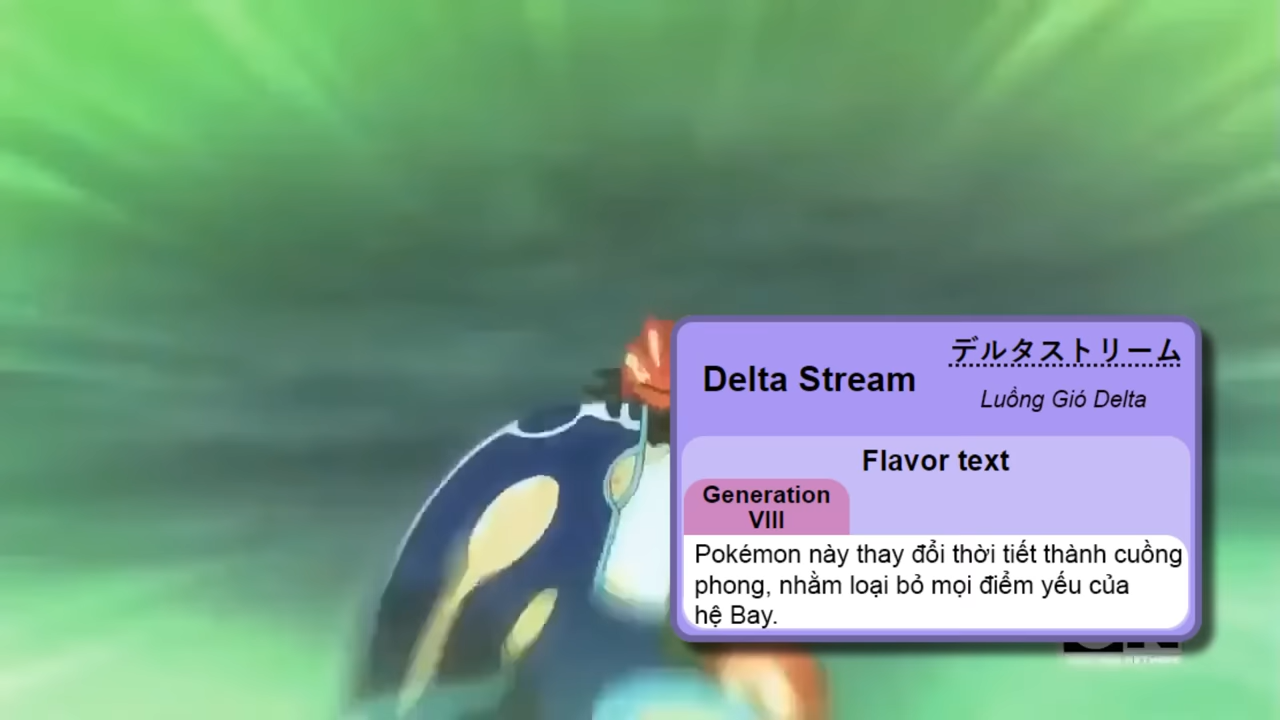 Delta Stream
デルタストリーム
Luồng Gió Delta
Flavor text
Generation
VIII
Pokémon này thay đổi thời tiết thành cuồng
phong, nhằm loại bỏ mọi điểm yếu của
hệ Bay.